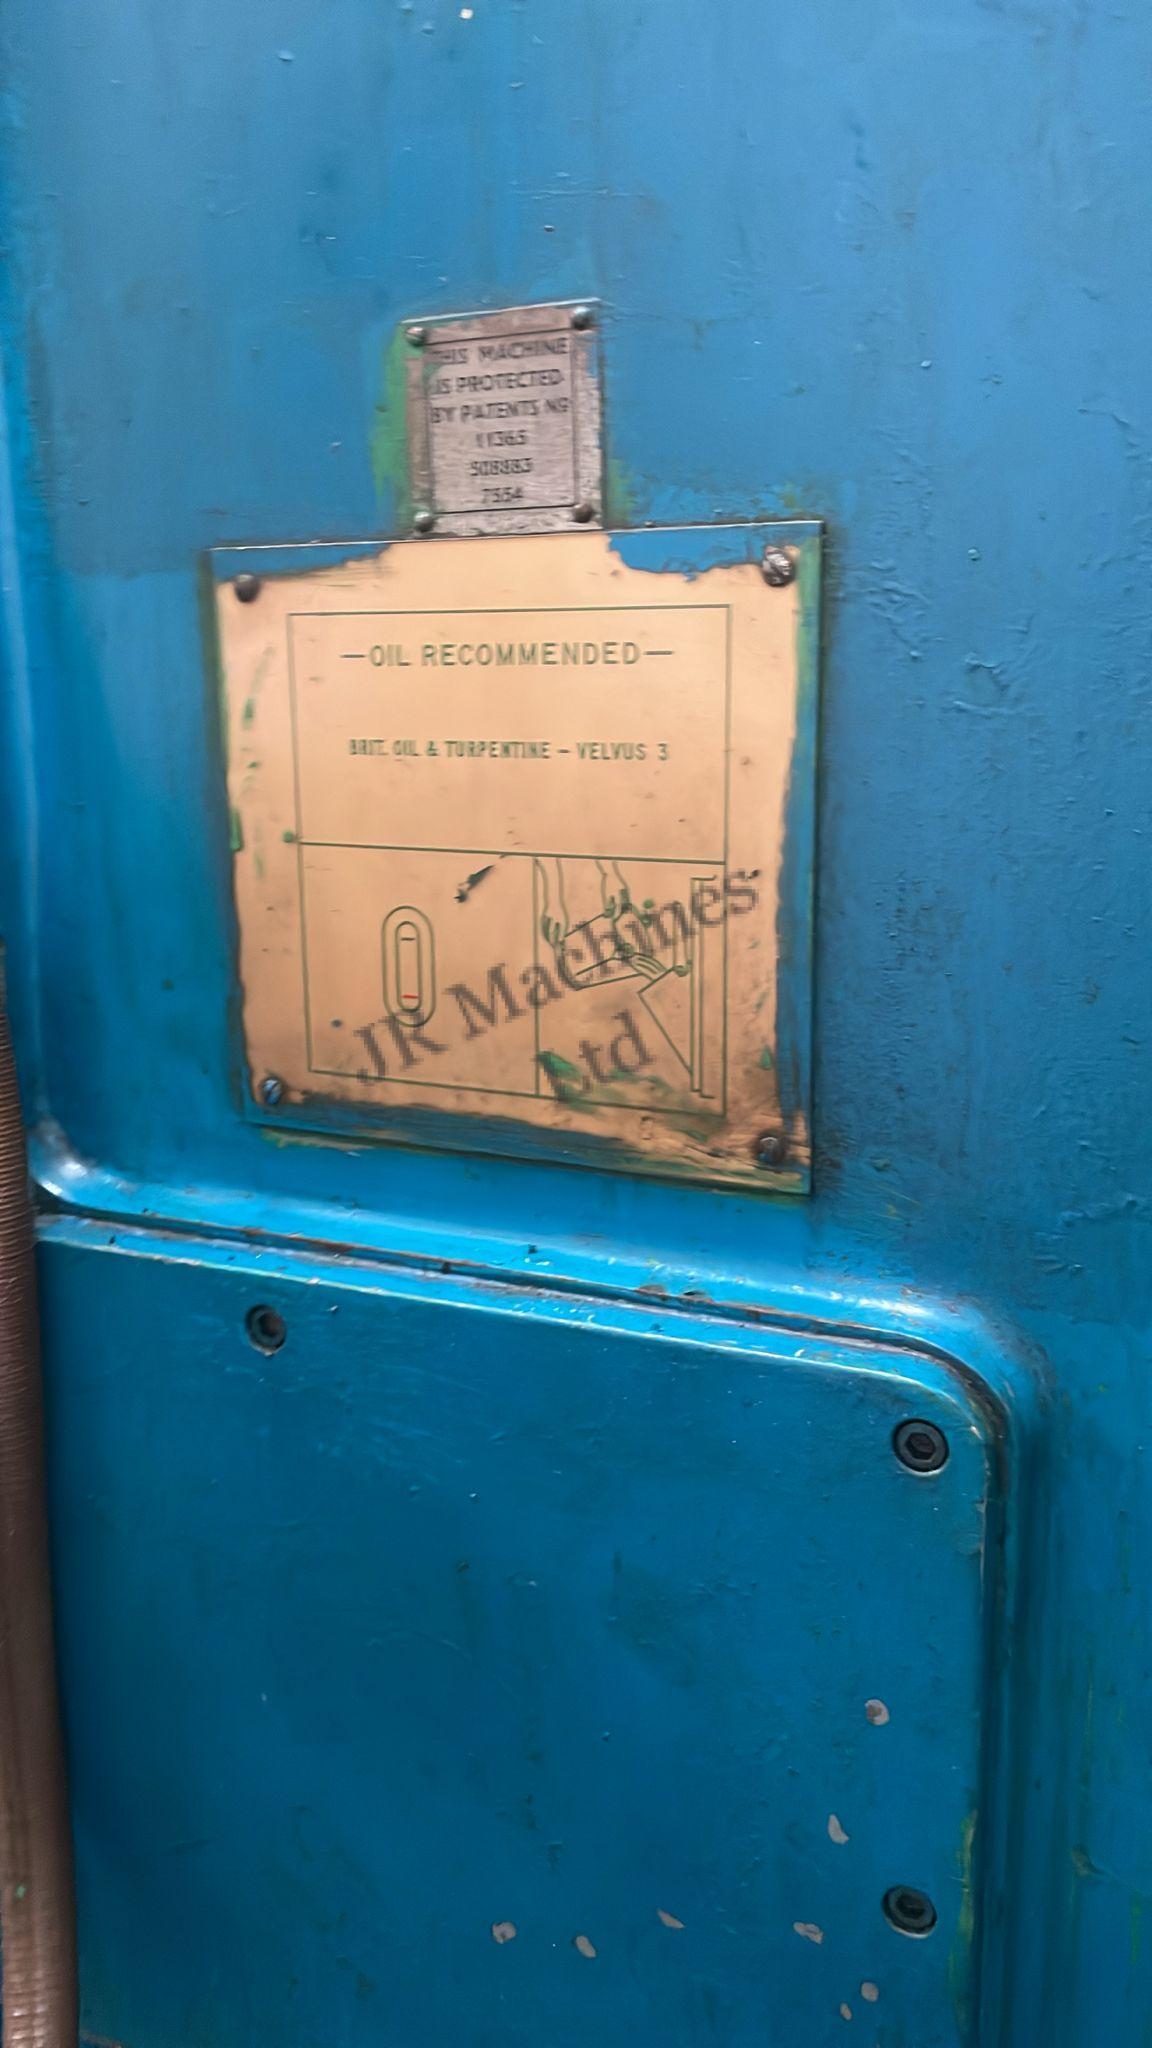 THIS MACHINE
IS PROTECTED
BY PATENTS NO
11365
508883
7554
—OIL RECOMMENDED—
BRIT. OIL & TURPENTINE – VELVUS 3
JR Machines
Ltd